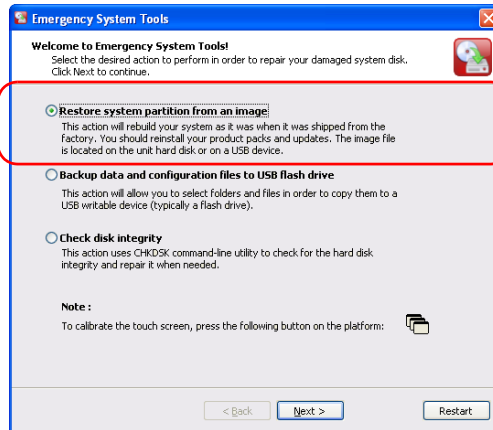 Emergency System Tools
Welcome to Emergency System Tools!
Select the desired action to perform in order to repair your damaged system disk.
Click Next to continue.
Restore system partition from an image
This action will rebuild your system as it was when it was shipped from the
factory. You should reinstall your product packs and updates. The image file
is located on the unit hard disk or on a USB device.
Backup data and configuration files to USB flash drive
This action will allow you to select folders and files in order to copy them to a
USB writable device (typically a flash drive).
Check disk integrity
This action uses CHKDSK command-line utility to check for the hard disk
integrity and repair it when needed.
Note :
To calibrate the touch screen, press the following button on the platform:
< Back
Next >
Restart